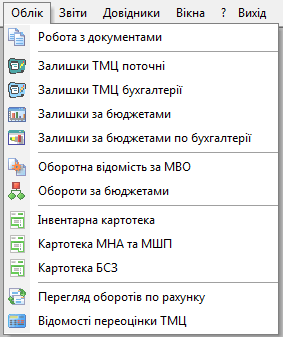 Облік Звіти Довідники Вікна ? Вихід
Робота з документами
Залишки ТМЦ поточні
Залишки ТМЦ бухгалтерії
Залишки за бюджетами
Залишки за бюджетами по бухгалтерії
Оборотна відомість за МВО
Обороти за бюджетами
Інвентарна картотека
Картотека МНА та МШП
Картотека БСЗ
Перегляд оборотів по рахунку
Відомості переоцінки ТМЦ